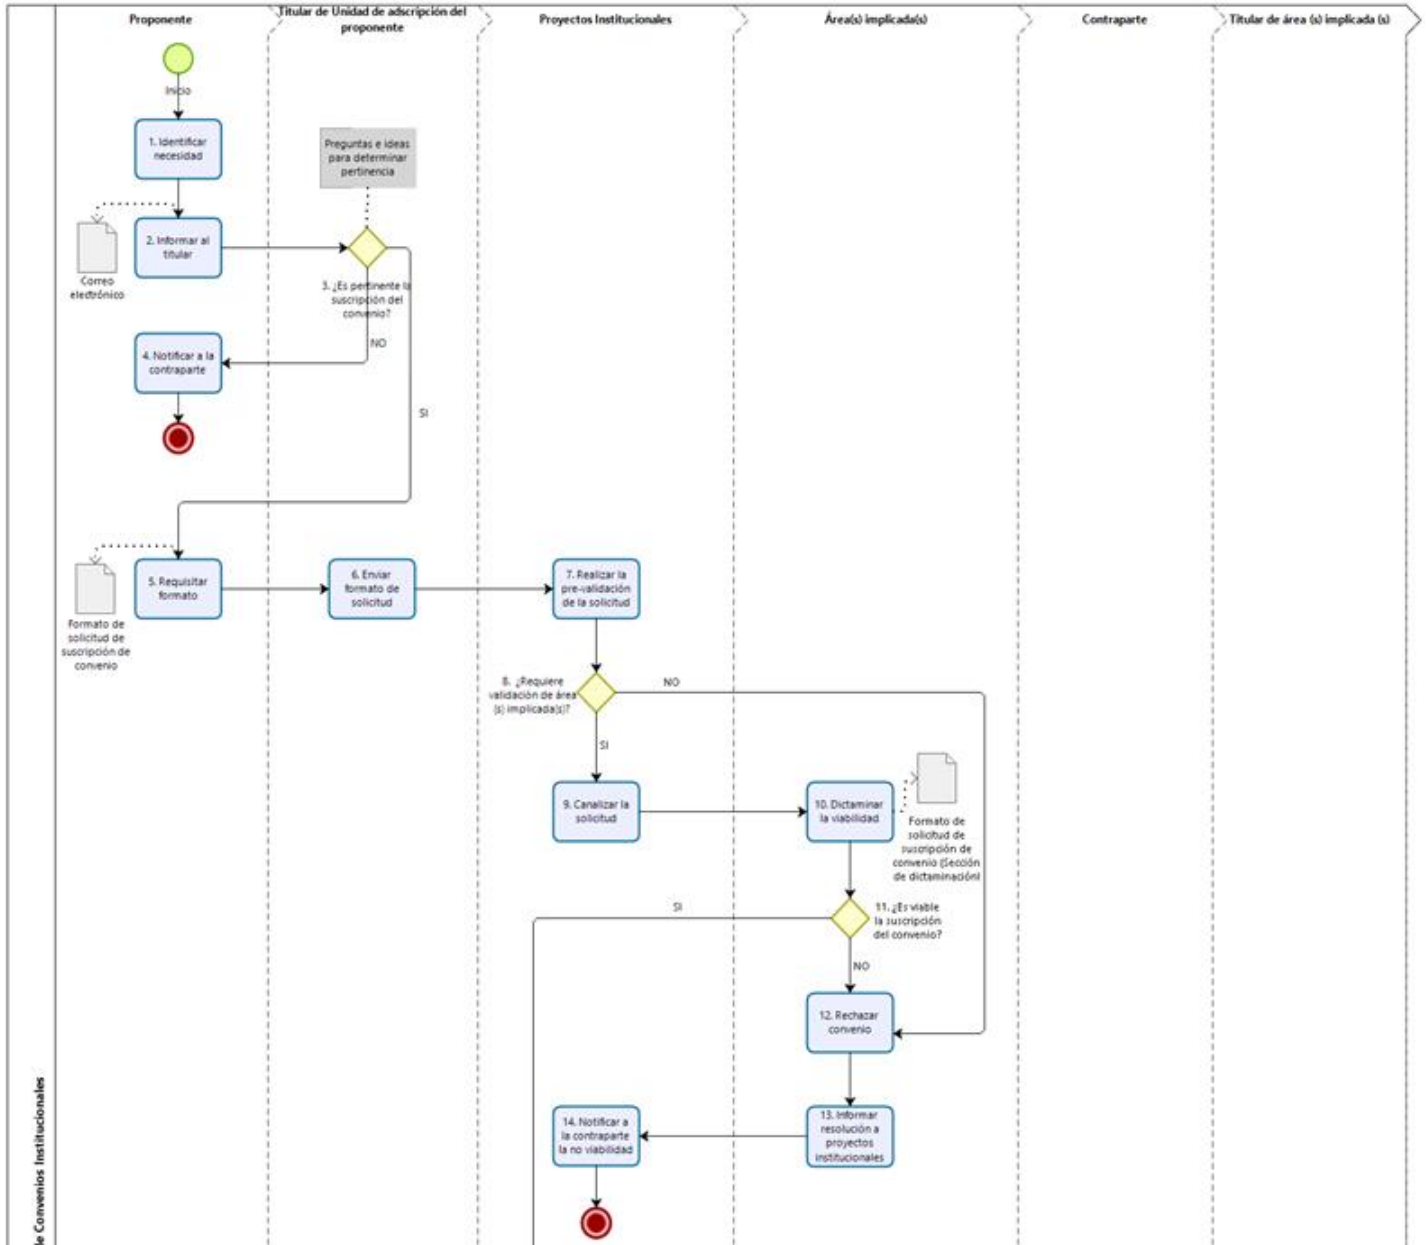 Proponente
Titular de Unidad de adscripción del
proponente
Proyectos Institucionales
Área(s) implicada(s)
Contraparte
Titular de área (s) implicada (s)
Inicio
1. Identificar
necesidad
Preguntas e ideas
para determinar
pertinencia
2. Informar al
titular
Correo
electrónico
3. ¿Es pertinente la
suscripción del
convenio?
NO
4. Notificar a la
contraparte
SI
5. Requisitar
formato
6. Enviar
formato de
solicitud
7. Realizar la
pre-validación
de la solicitud
Formato de
solicitud de
suscripción de
convenio
8. ¿Requiere
validación de área
(s) implicada(s)?
NO
SI
9. Canalizar la
solicitud
10. Dictaminar
la viabilidad
Formato de
solicitud de
suscripción de
convenio (Sección
de dictaminación)
SI
11. ¿Es viable
la suscripción
del convenio?
NO
12. Rechazar
convenio
14. Notificar a
la contraparte
la no viabilidad
13. Informar
resolución a
proyectos
institucionales
de Convenios Institucionales